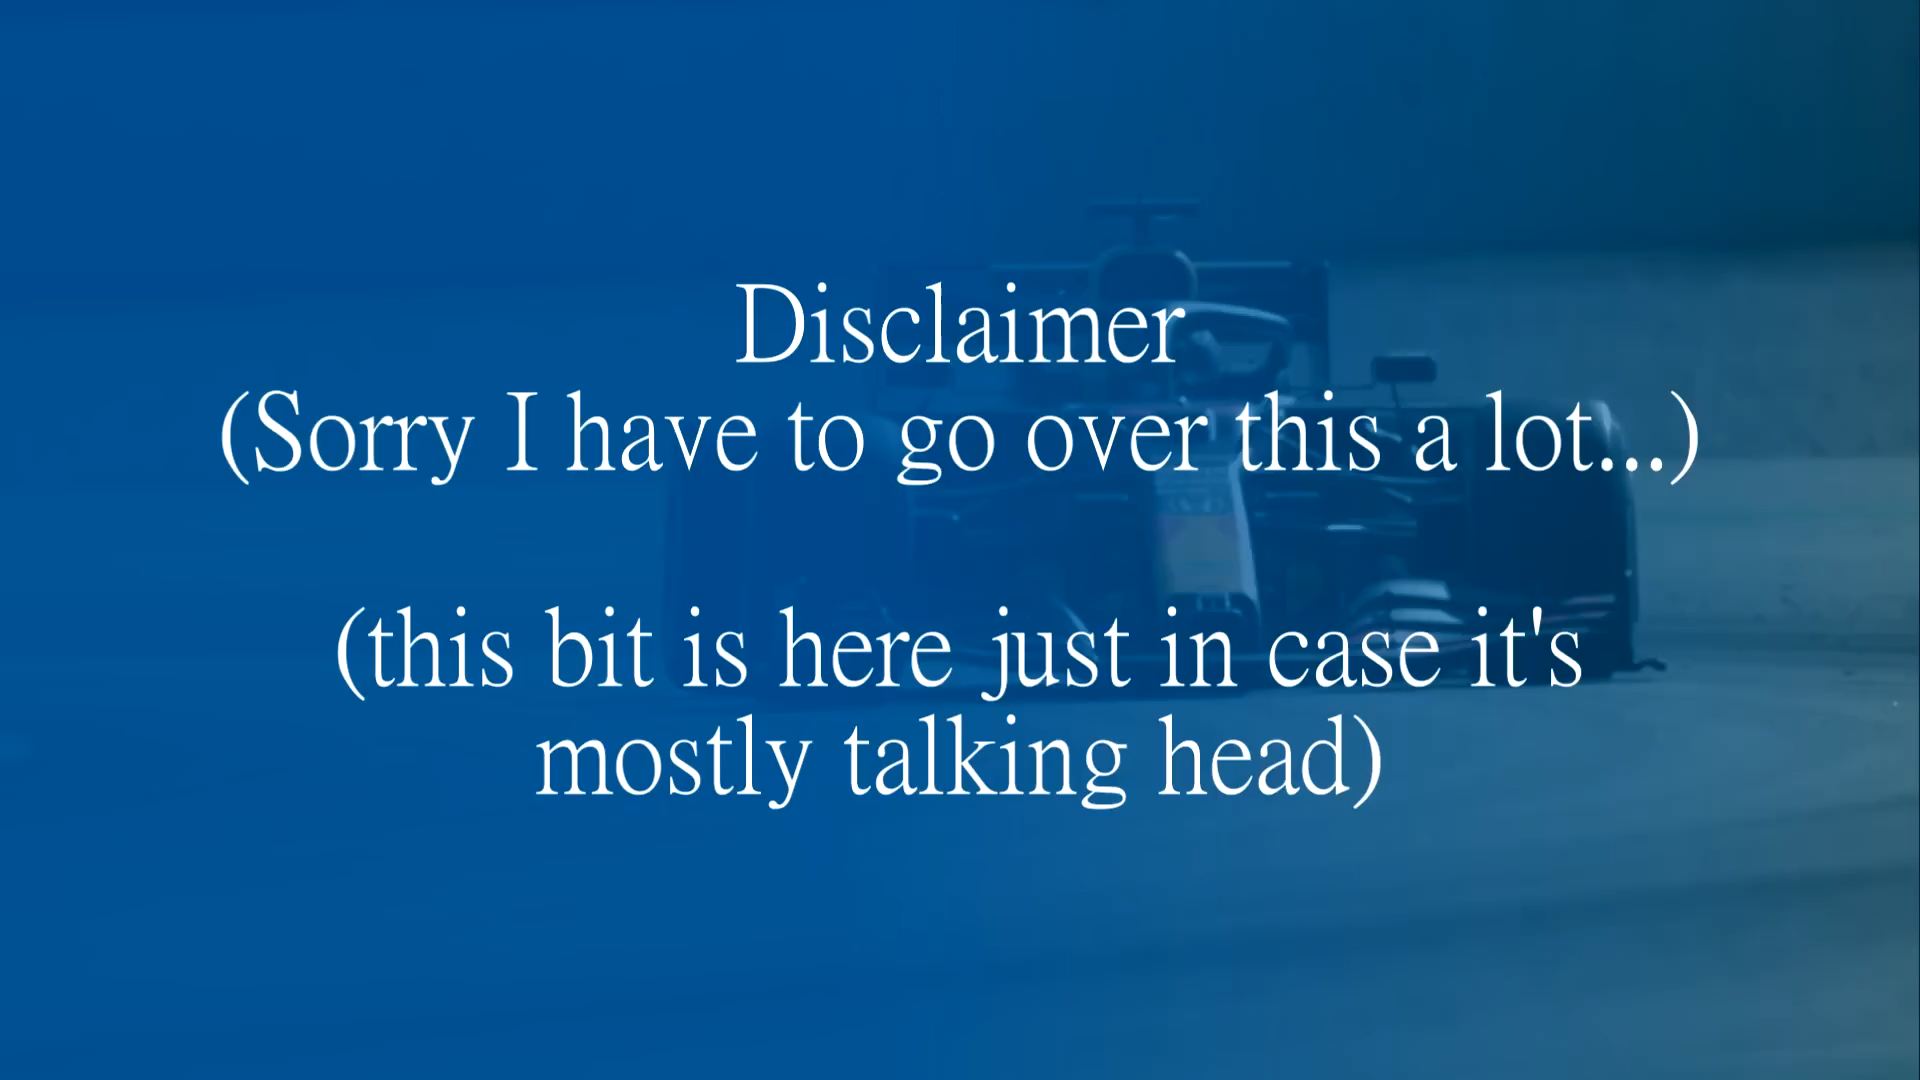 Disclaimer
(Sorry I have to go over this a lot...)
(this bit is here just in case it's
mostly talking head)